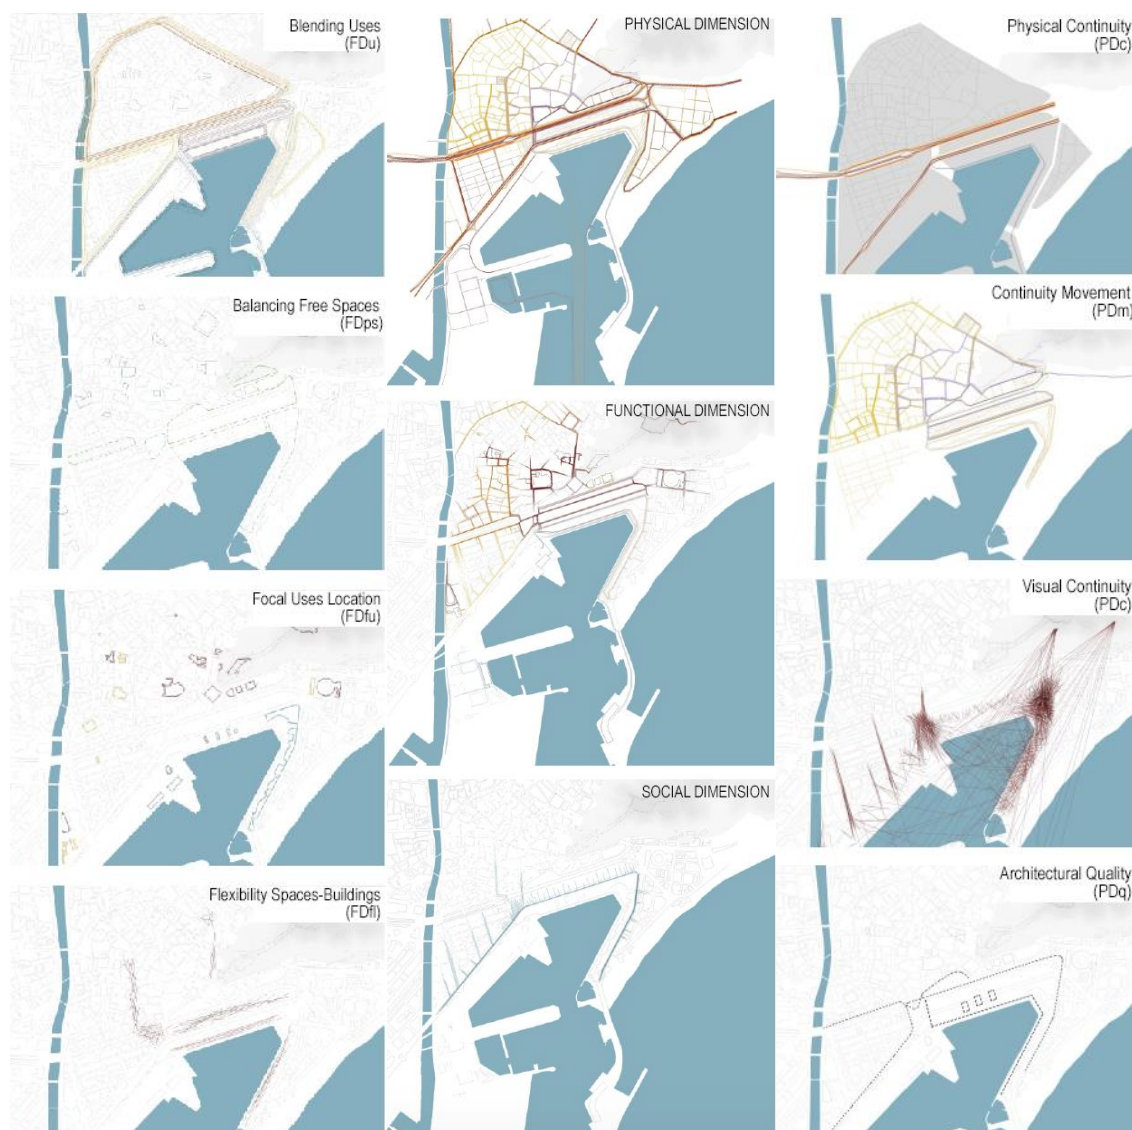 Blending Uses
(FDu)
Balancing Free Spaces
(FDps)
Focal Uses Location
(FDfu)
Flexibility Spaces-Buildings
(FDfl)
PHYSICAL DIMENSION
FUNCTIONAL DIMENSION
SOCIAL DIMENSION
Physical Continuity
(PDc)
Continuity Movement
(PDm)
Visual Continuity
(PDc)
Architectural Quality
(PDq)